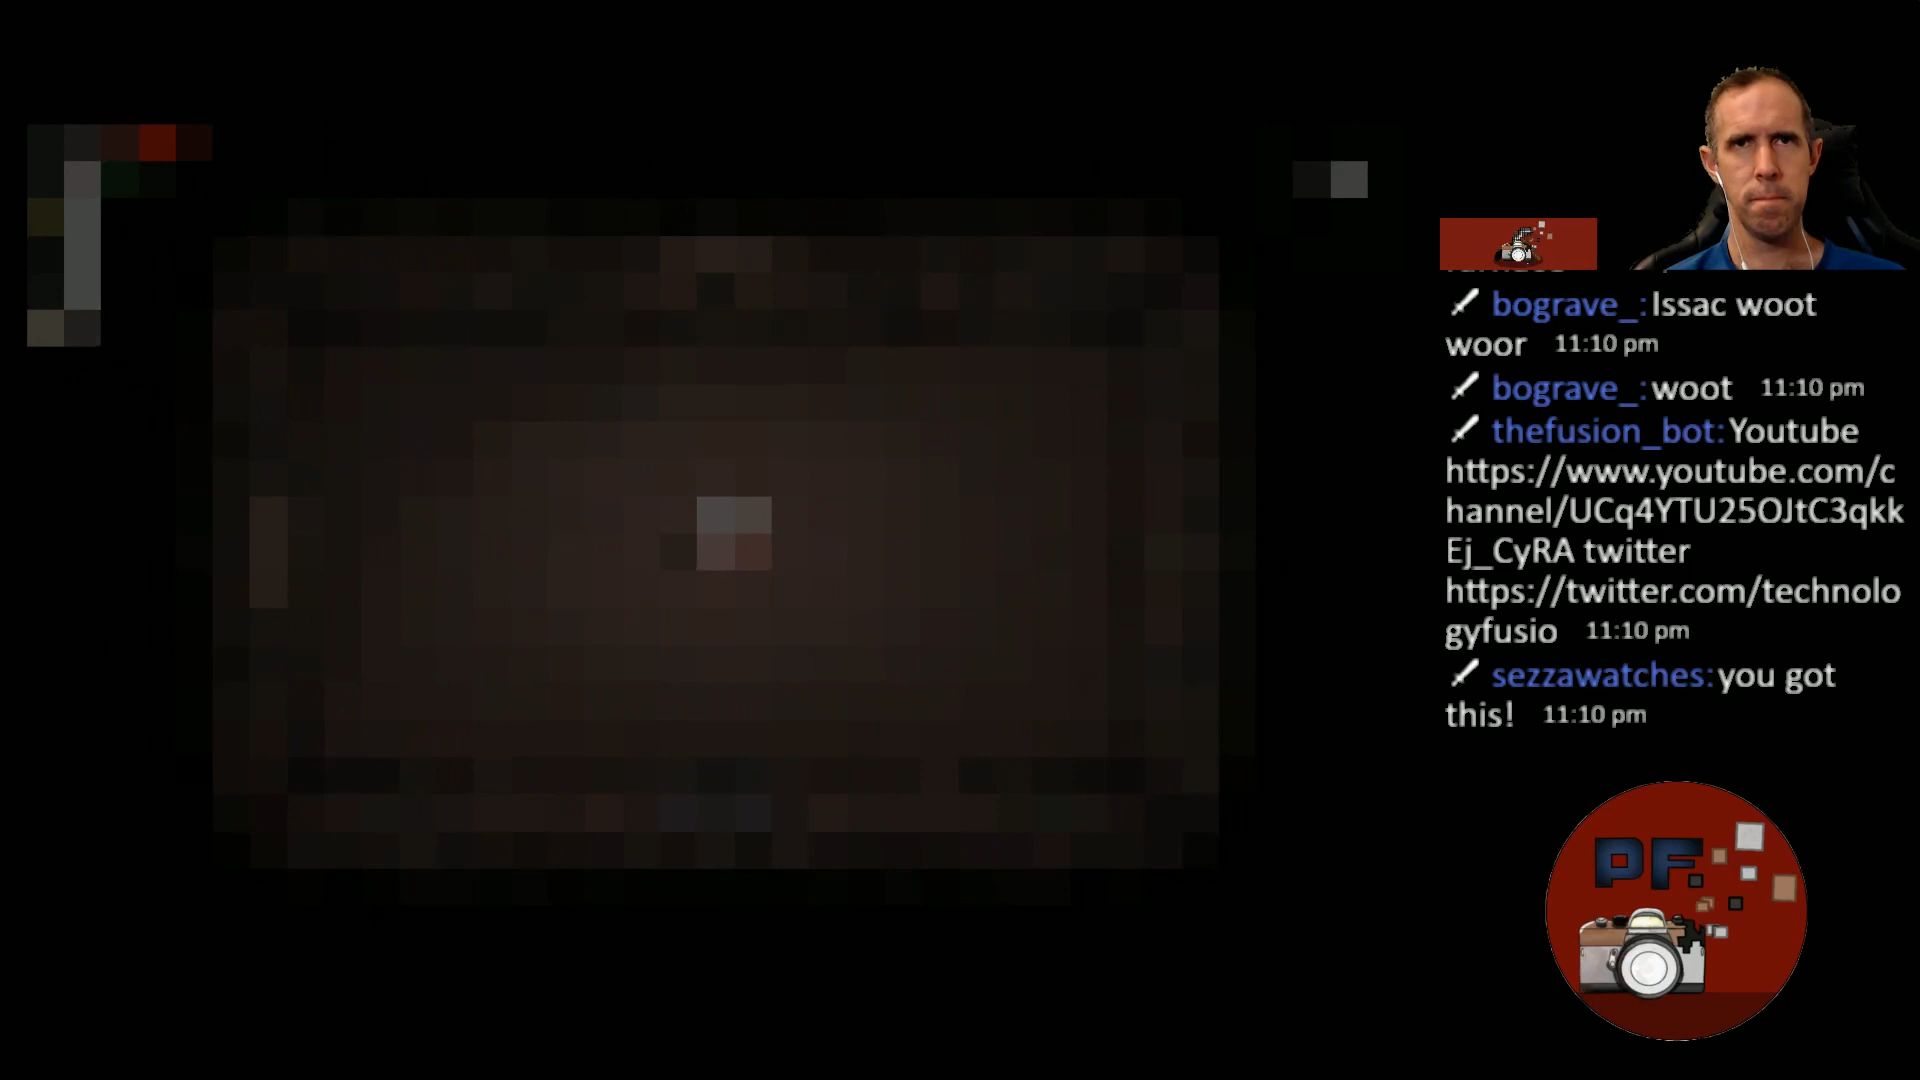 bograve_: Issac woot
woor 11:10 pm
bograve_: woot 11:10 pm
thefusion_bot: Youtube
https://www.youtube.com/c
hannel/UCq4YTU25OJtC3qkk
Ej_CyRA twitter
https://twitter.com/technolo
gyfusio 11:10 pm
sezzawatches: you got
this! 11:10 pm
PF